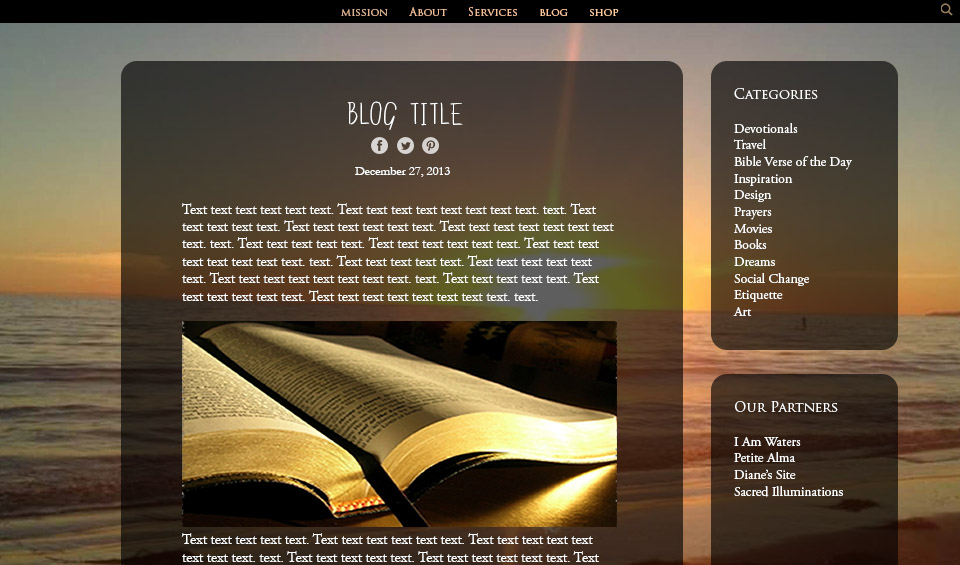 MISSION ABOUT SERVICES BLOG SHOP
BLOG TITLE
December 27, 2013
Text text text text text text. Text text text text text text text text text. text. Text
text text text text. Text text text text text text. Text text text text text text text
text. text. Text text text text text. Text text text text text text text. Text text text
text text text text text text. text. Text text text text text. Text text text text text
text. Text text text text text text text text text. text. Text text text text text. Text
text text text text text. Text text text text text text text text text. text.
Text text text text text text. Text text text text text text. Text text text text text
text text text text. text. Text text text text text. Text text text text text text text. Text
CATEGORIES
Devotionals
Travel
Bible Verse of the Day
Inspiration
Design
Prayers
Movies
Books
Dreams
Social Change
Etiquette
Art
OUR PARTNERS
I Am Waters
Petite Alma
Diane's Site
Sacred Illuminations